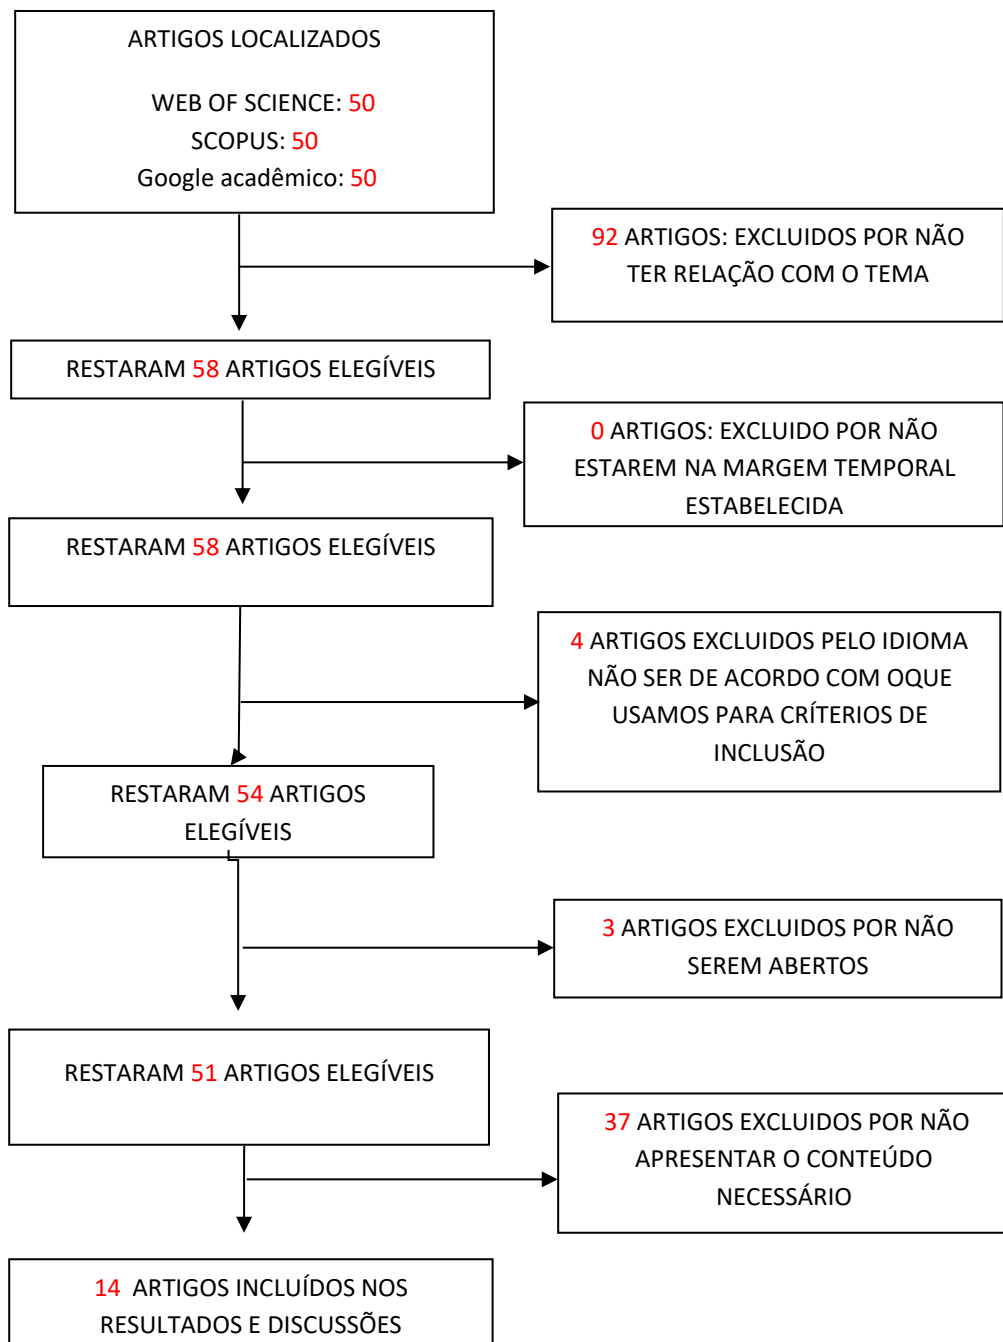 ARTIGOS LOCALIZADOS
WEB OF SCIENCE: 50
SCOPUS: 50
Google acadêmico: 50
92 ARTIGOS: EXCLUIDOS POR NÃO
TER RELAÇÃO COM O TEMA
RESTARAM 58 ARTIGOS ELEGÍVEIS
0 ARTIGOS: EXCLUIDO POR NÃO
ESTAREM NA MARGEM TEMPORAL
ESTABELECIDA
RESTARAM 58 ARTIGOS ELEGÍVEIS
4 ARTIGOS EXCLUIDOS PELO IDIOMA
NÃO SER DE ACORDO COM OQUE
USAMOS PARA CRÍTERIOS DE
INCLUSÃO
RESTARAM 54 ARTIGOS
ELEGÍVEIS
3 ARTIGOS EXCLUIDOS POR NÃO
SEREM ABERTOS
RESTARAM 51 ARTIGOS ELEGÍVEIS
37 ARTIGOS EXCLUIDOS POR NÃO
APRESENTAR O CONTEÚDO
NECESSÁRIO
14 ARTIGOS INCLUÍDOS NOS
RESULTADOS E DISCUSSÕES